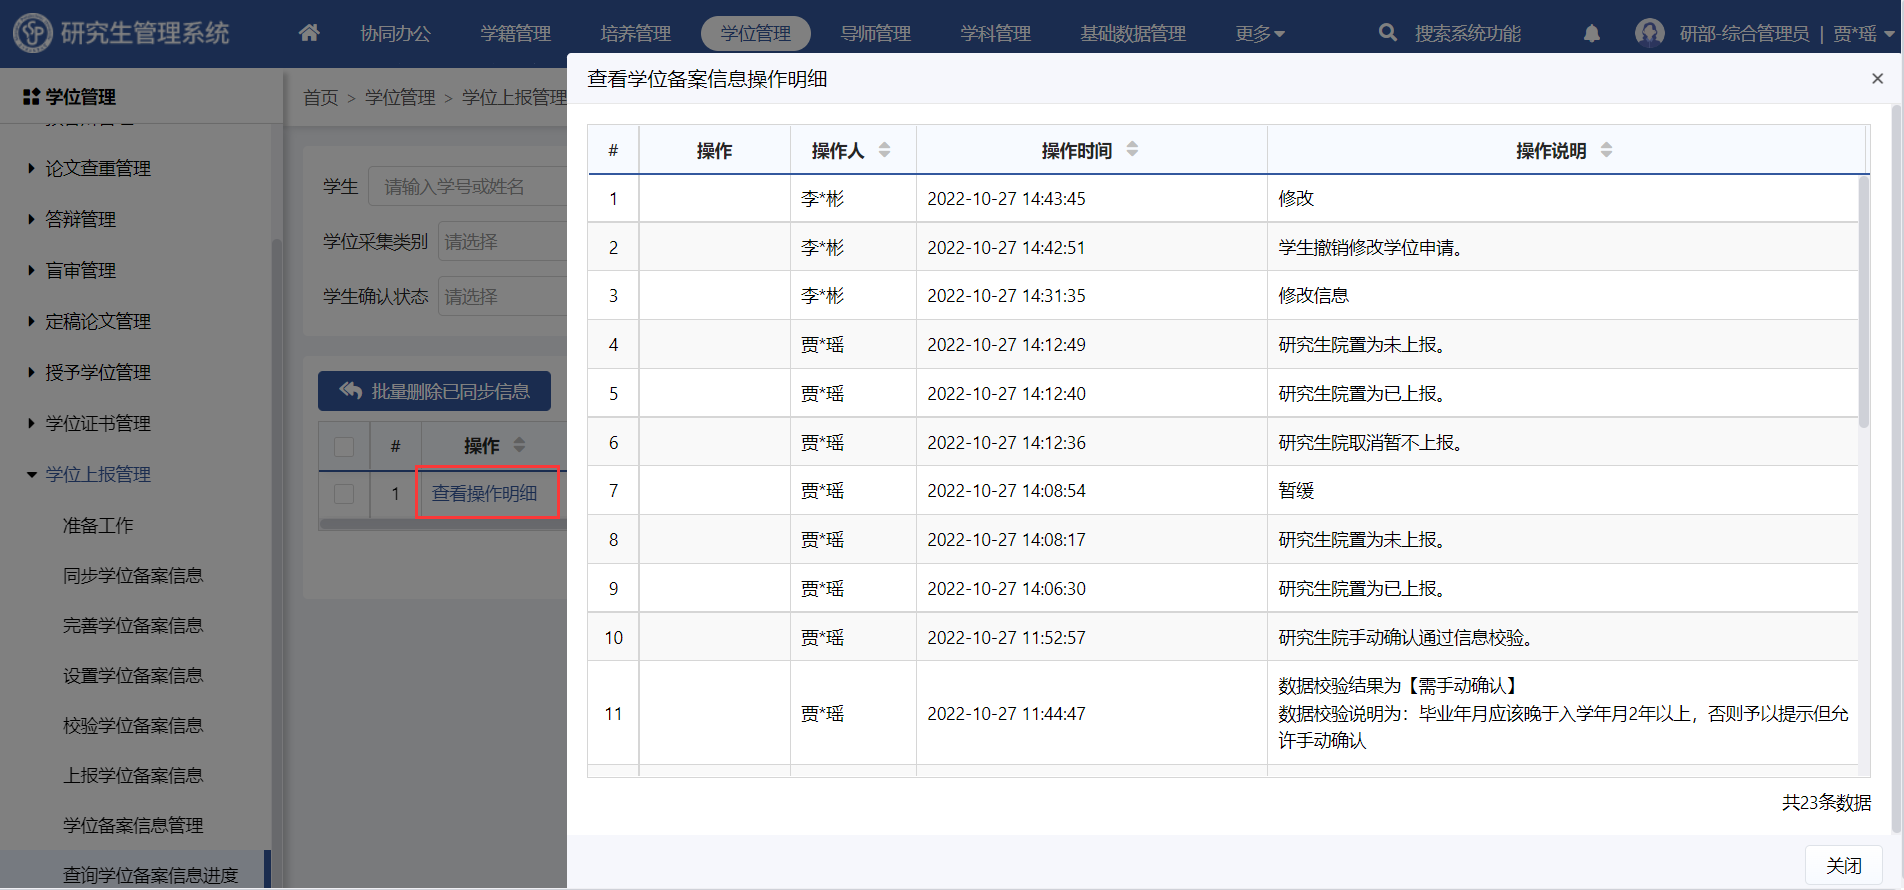 研究生管理系统
协同办公
学籍管理
培养管理
学位管理
导师管理
学科管理
基础数据管理
更多
搜索系统功能
研部-综合管理员 | 贾*瑶
学位管理
论文查重管理
答辩管理
盲审管理
定稿论文管理
授予学位管理
学位证书管理
学位上报管理
准备工作
同步学位备案信息
完善学位备案信息
设置学位备案信息
校验学位备案信息
上报学位备案信息
学位备案信息管理
查询学位备案信息进度
首页 > 学位管理 > 学位上报管理
学生 请输入学号或姓名
学位采集类别 请选择
学生确认状态 请选择
批量删除已同步信息
# 操作
1 查看操作明细
查看学位备案信息操作明细
# 操作 操作人 操作时间 操作说明
1 李*彬 2022-10-27 14:43:45 修改
2 李*彬 2022-10-27 14:42:51 学生撤销修改学位申请。
3 李*彬 2022-10-27 14:31:35 修改信息
4 贾*瑶 2022-10-27 14:12:49 研究生院置为未上报。
5 贾*瑶 2022-10-27 14:12:40 研究生院置为已上报。
6 贾*瑶 2022-10-27 14:12:36 研究生院取消暂不上报。
7 贾*瑶 2022-10-27 14:08:54 暂缓
8 贾*瑶 2022-10-27 14:08:17 研究生院置为未上报。
9 贾*瑶 2022-10-27 14:06:30 研究生院置为已上报。
10 贾*瑶 2022-10-27 11:52:57 研究生院手动确认通过信息校验。
11 贾*瑶 2022-10-27 11:44:47 数据校验结果为【需手动确认】
数据校验说明为：毕业年月应该晚于入学年月2年以上，否则予以提示但允
许手动确认
共23条数据
关闭